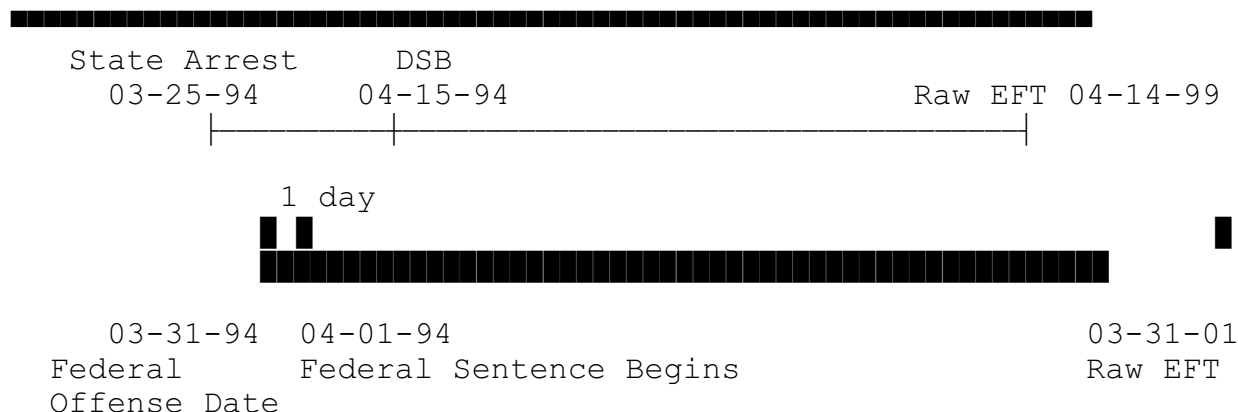 State Arrest DSB
03-25-94 04-15-94 Raw EFT 04-14-99
1 day
03-31-94 04-01-94 03-31-01
Federal Federal Sentence Begins Raw EFT
Offense Date